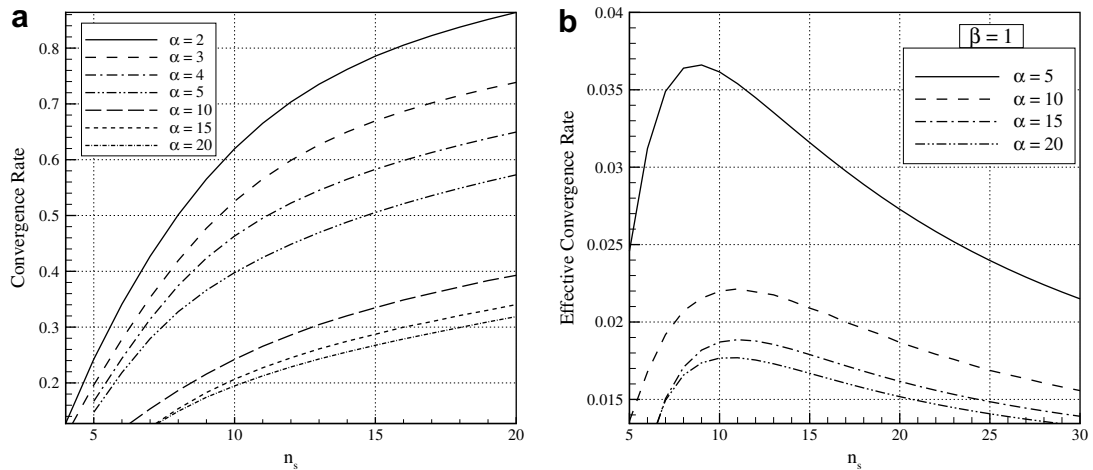 a
Convergence Rate
0.8
0.7
0.6
0.5
0.4
0.3
0.2
α = 2
α = 3
α = 4
α = 5
α = 10
α = 15
α = 20
5
10
15
20
n_s
b
Effective Convergence Rate
0.04
0.035
0.03
0.025
0.02
0.015
β = 1
α = 5
α = 10
α = 15
α = 20
5
10
15
20
25
30
n_s